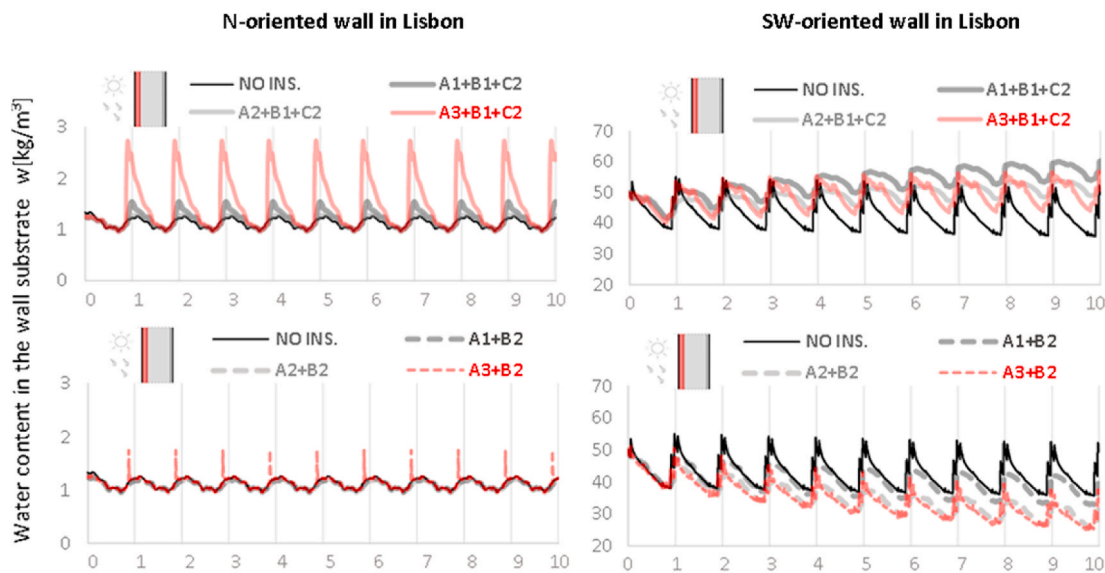 N-oriented wall in Lisbon
SW-oriented wall in Lisbon
Water content in the wall substrate w[kg/m³]
NO INS.
A1+B1+C2
A2+B1+C2
A3+B1+C2
3
2
1
0
0 1 2 3 4 5 6 7 8 9 10
NO INS.
A1+B1+C2
A2+B1+C2
A3+B1+C2
70
60
50
40
30
20
0 1 2 3 4 5 6 7 8 9 10
NO INS.
A1+B2
A2+B2
A3+B2
3
2
1
0
0 1 2 3 4 5 6 7 8 9 10
NO INS.
A1+B2
A2+B2
A3+B2
70
60
50
40
30
20
0 1 2 3 4 5 6 7 8 9 10